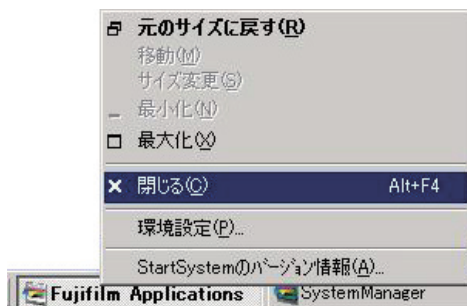 元のサイズに戻す(R)
移動(M)
サイズ変更(S)
最小化(N)
最大化(X)
閉じる(C) Alt+F4
環境設定(P)...
StartSystemのバージョン情報(A)...
Fujifilm Applications SystemManager